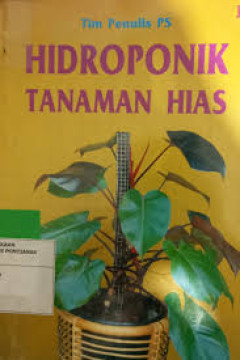 Tim Penulis PS
HIDROPONIK
TANAMAN HIAS